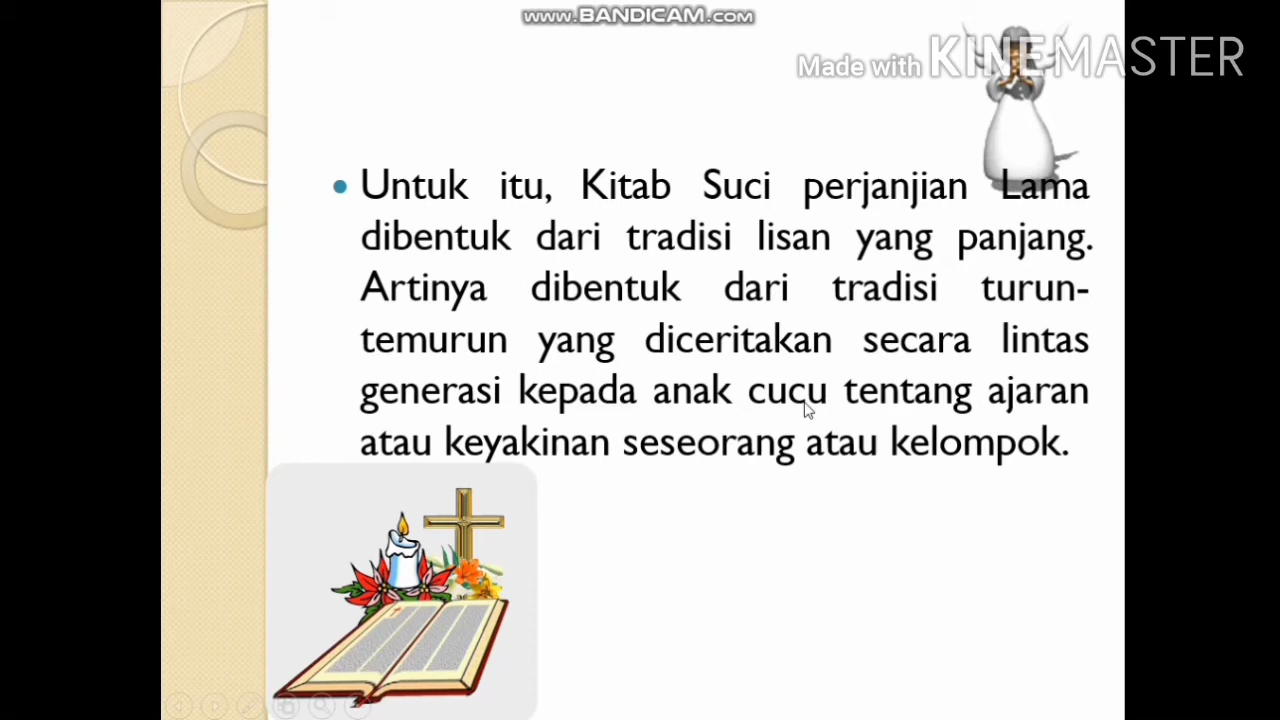 www.BANDICAM.com
Made with KINEMASTER
Untuk itu, Kitab Suci perjanjian Lama
dibentuk dari tradisi lisan yang panjang.
Artinya dibentuk dari tradisi turun-
temurun yang diceritakan secara lintas
generasi kepada anak cucu tentang ajaran
atau keyakinan seseorang atau kelompok.